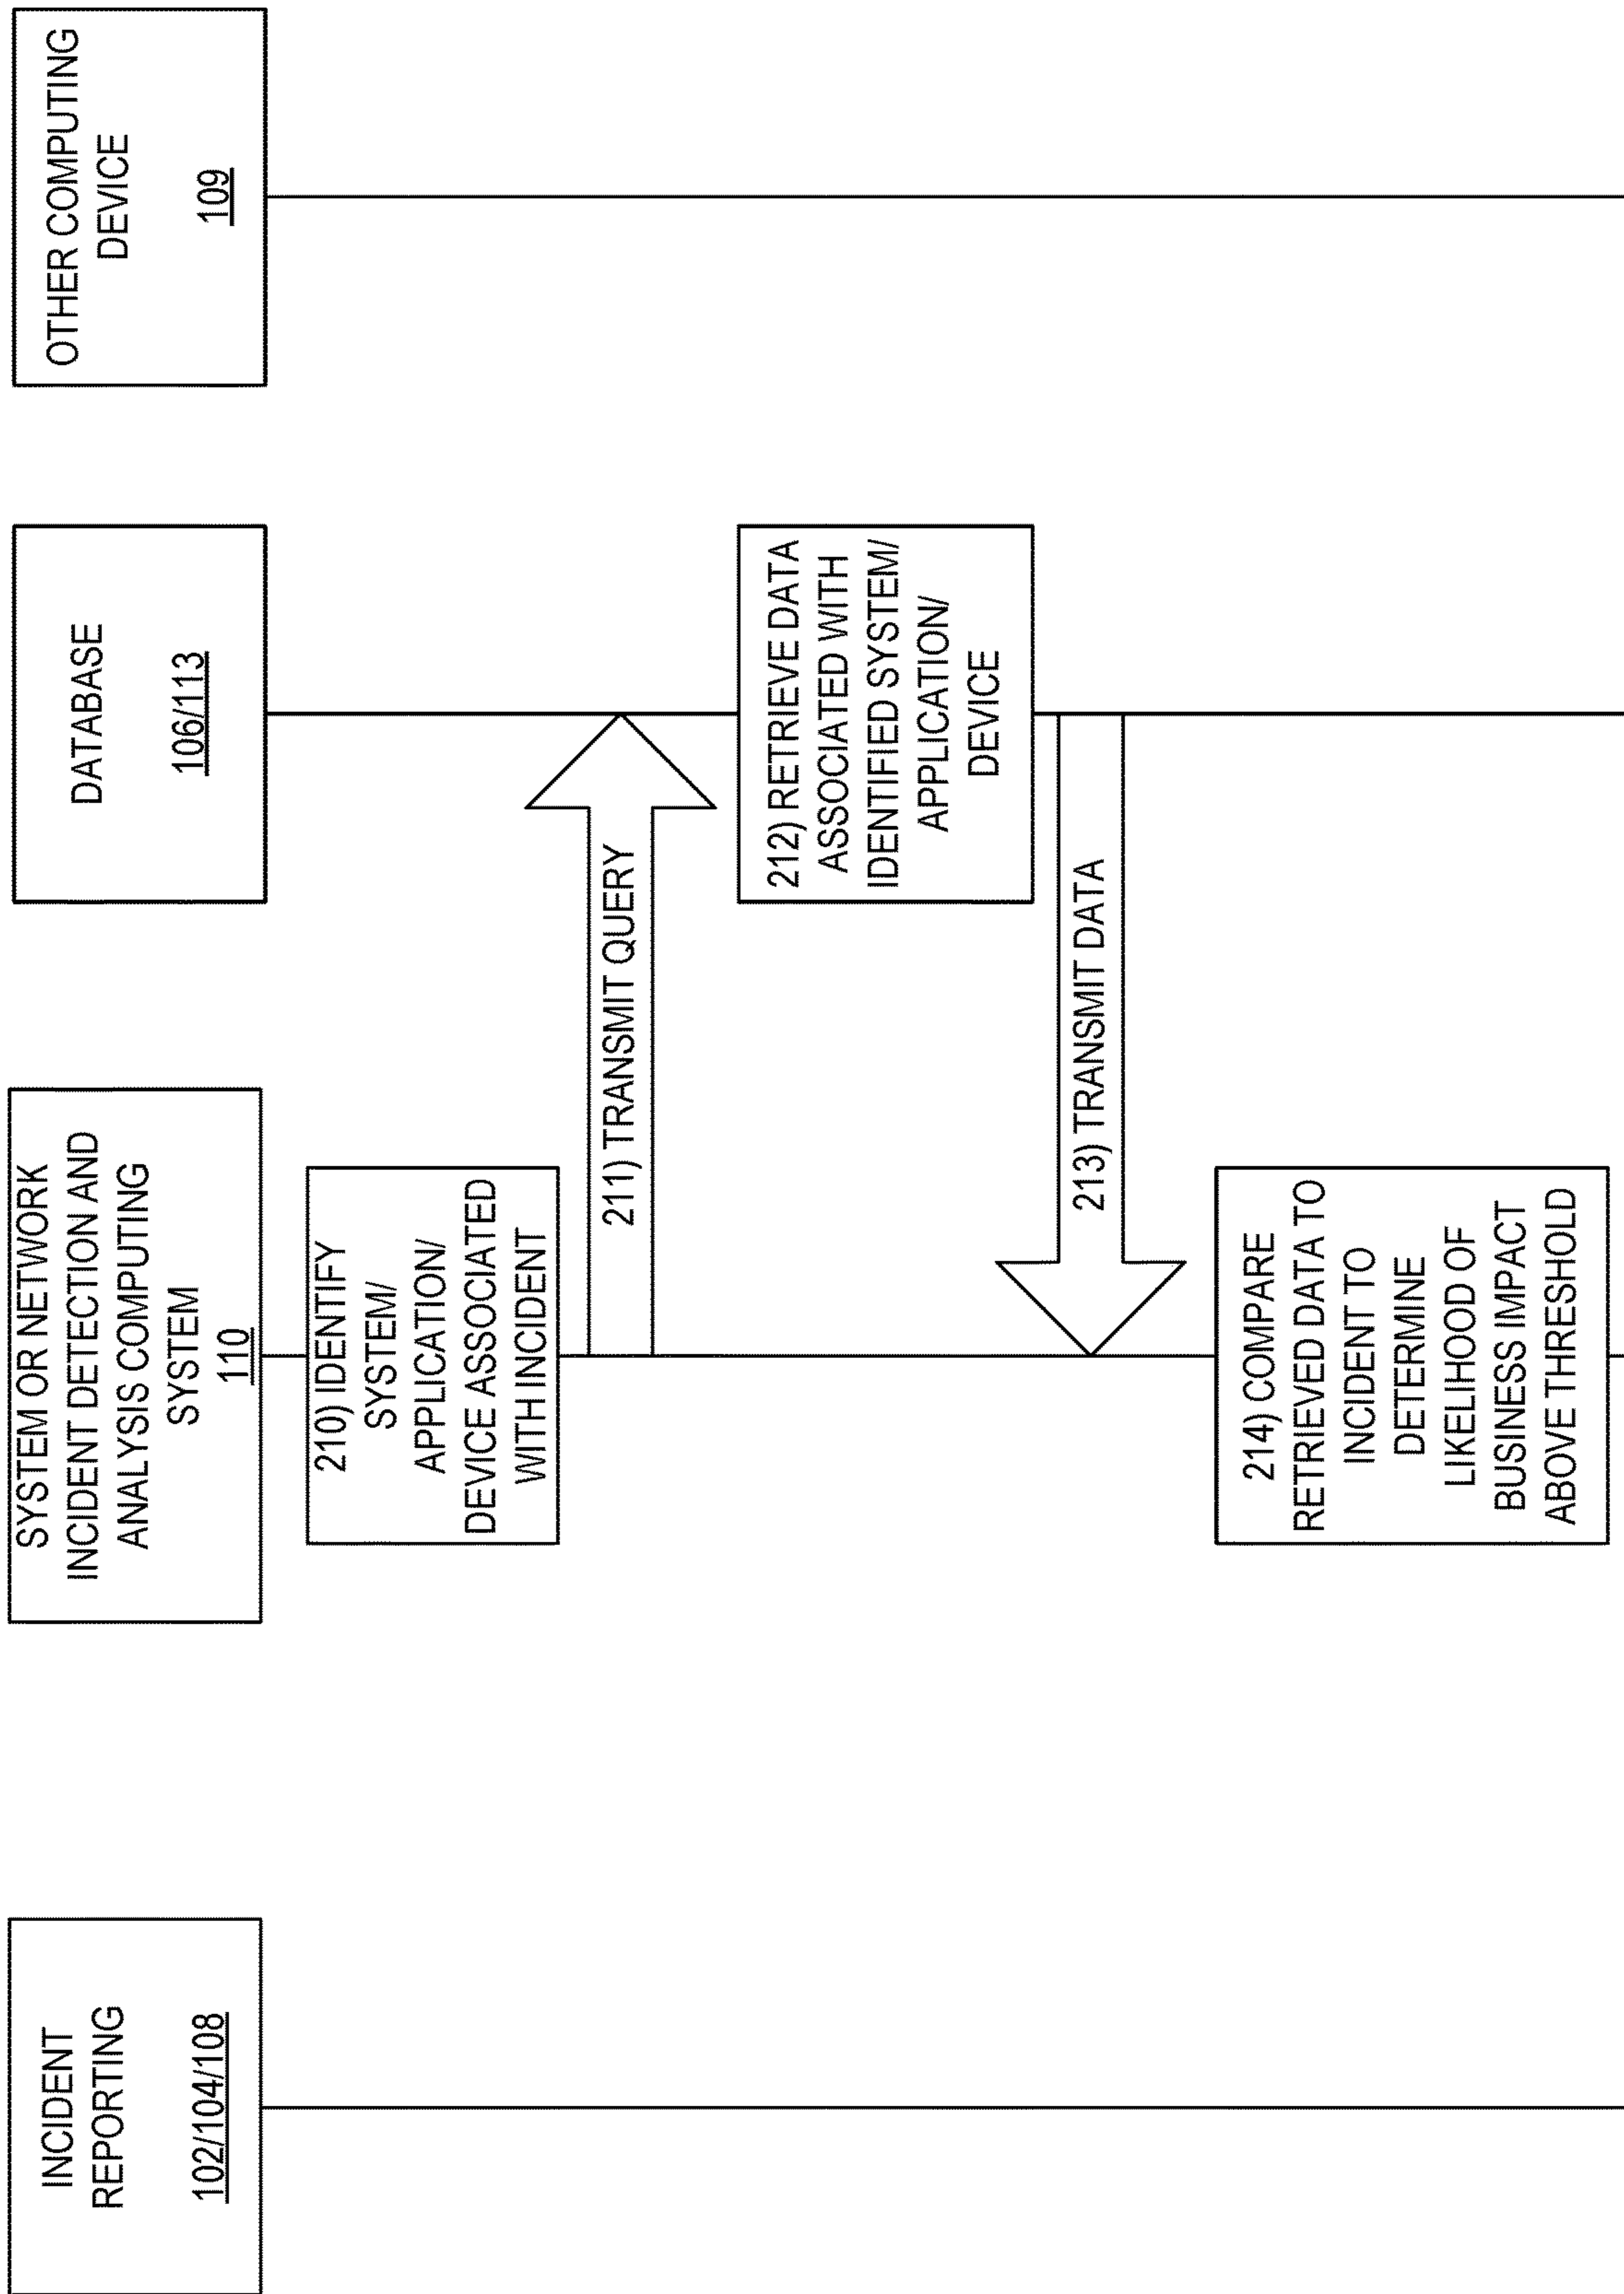 INCIDENT
REPORTING
102/104/108
SYSTEM OR NETWORK
INCIDENT DETECTION AND
ANALYSIS COMPUTING
SYSTEM
110
DATABASE
106/113
OTHER COMPUTING
DEVICE
109
210) IDENTIFY
SYSTEM/
APPLICATION/
DEVICE ASSOCIATED
WITH INCIDENT
211) TRANSMIT QUERY
212) RETRIEVE DATA
ASSOCIATED WITH
IDENTIFIED SYSTEM/
APPLICATION/
DEVICE
213) TRANSMIT DATA
214) COMPARE
RETRIEVED DATA TO
INCIDENT TO
DETERMINE
LIKELIHOOD OF
BUSINESS IMPACT
ABOVE THRESHOLD